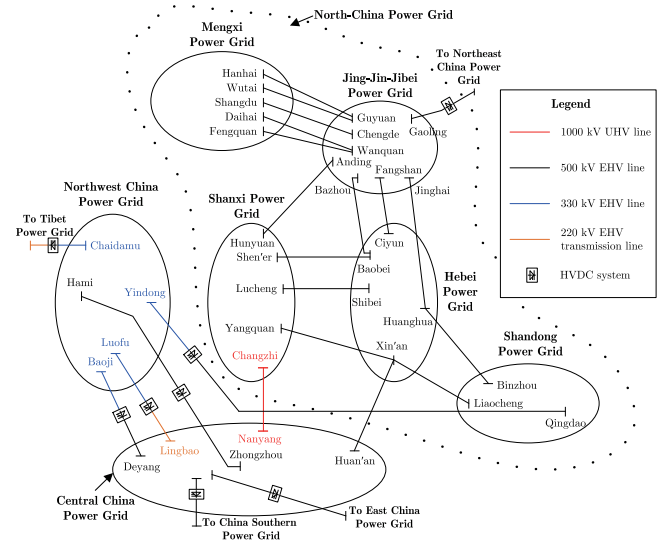 North-China Power Grid
Mengxi
Power Grid
Hanhai
Wutai
Shangdu
Daihai
Fengquan
Jing-Jin-Jibei
Power Grid
To Northeast
China Power
Grid
Guyuan
Chengde
Gaoling
Wanquan
Anding
Fangshan
Bazhou
Jinghai
Legend
1000 kV UHV line
500 kV EHV line
330 kV EHV line
220 kV EHV
transmission line
HVDC system
Northwest China
Power Grid
To Tibet
Power Grid
Chaidamu
Hami
Yindong
Luofu
Baoji
Shanxi Power
Grid
Hunyuan
Shen'er
Lucheng
Yangquan
Changzhi
Ciyun
Baobei
Shibei
Hebei
Power
Grid
Huanghua
Xin'an
Shandong
Power Grid
Binzhou
Liaocheng
Qingdao
Nanyang
Lingbao
Zhongzhou
Deyang
Huan'an
Central China
Power Grid
To China Southern
Power Grid
To East China
Power Grid